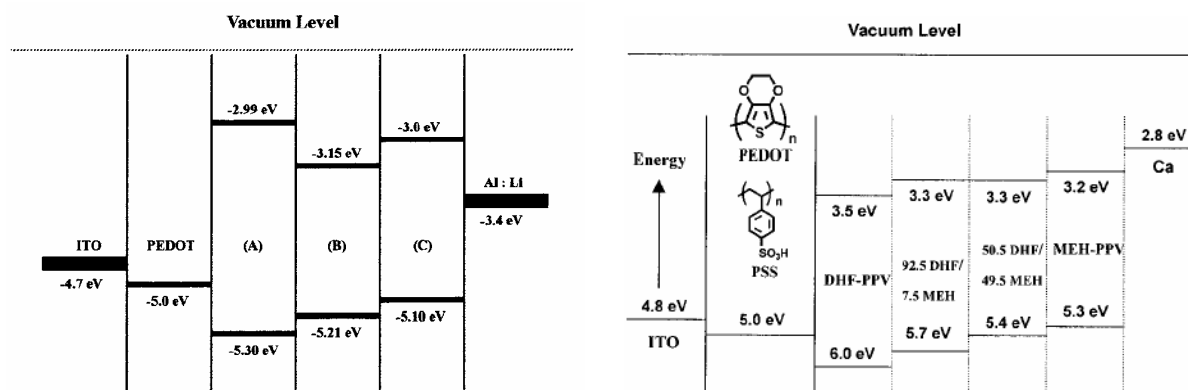 Vacuum Level
-2.99 eV
-3.0 eV
-3.15 eV
Al : Li
-3.4 eV
ITO
PEDOT
(A)
(B)
(C)
-4.7 eV
-5.0 eV
-5.10 eV
-5.21 eV
-5.30 eV
Vacuum Level
O O
S
n
PEDOT
2.8 eV
Ca
Energy
n
SO₃H
PSS
3.5 eV
3.3 eV
3.3 eV
3.2 eV
DHF-PPV
92.5 DHF/
7.5 MEH
50.5 DHF/
49.5 MEH
MEH-PPV
4.8 eV
ITO
5.0 eV
6.0 eV
5.7 eV
5.4 eV
5.3 eV